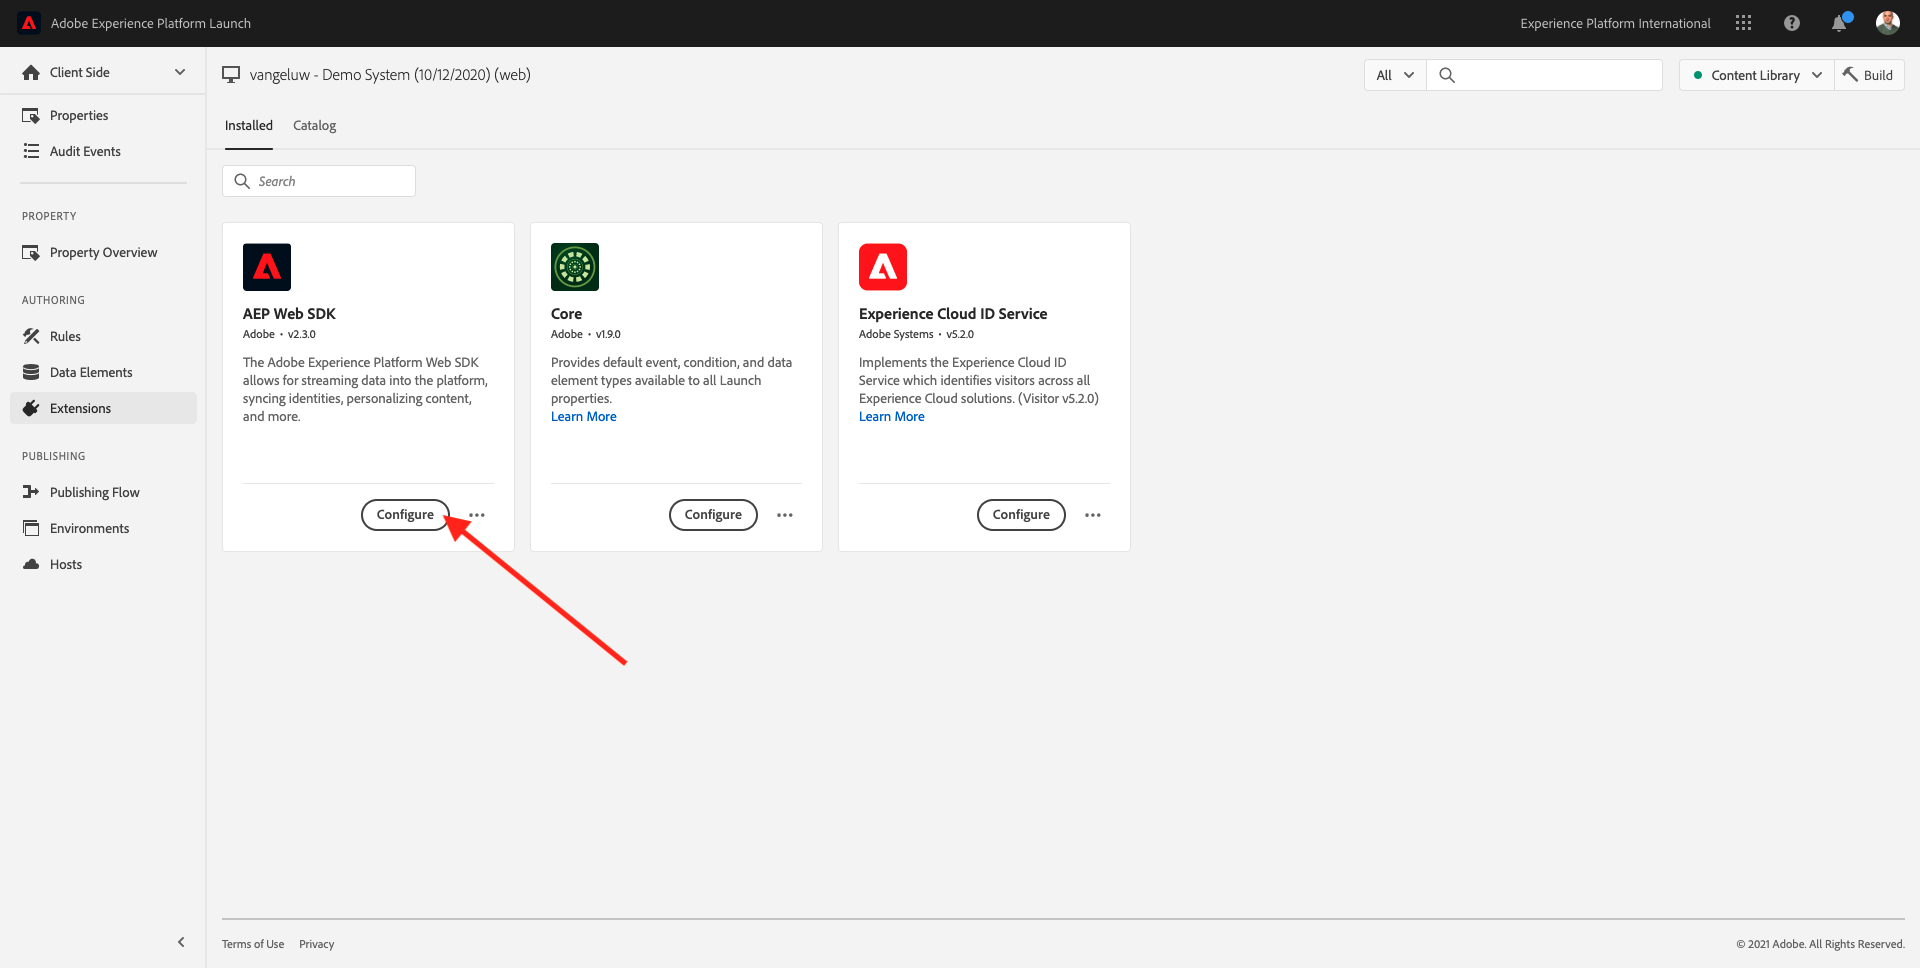 Adobe Experience Platform Launch
Experience Platform International
Client Side
vangeluw - Demo System (10/12/2020) (web)
All
Content Library
Build
Properties
Audit Events
PROPERTY
Property Overview
AUTHORING
Rules
Data Elements
Extensions
PUBLISHING
Publishing Flow
Environments
Hosts
Installed
Catalog
Search
AEP Web SDK
Adobe • v2.3.0
The Adobe Experience Platform Web SDK
allows for streaming data into the platform,
syncing identities, personalizing content,
and more.
Configure
Core
Adobe • v1.9.0
Provides default event, condition, and data
element types available to all Launch
properties.
Learn More
Configure
Experience Cloud ID Service
Adobe Systems • v5.2.0
Implements the Experience Cloud ID
Service which identifies visitors across all
Experience Cloud solutions. (Visitor v5.2.0)
Learn More
Configure
Terms of Use
Privacy
© 2021 Adobe. All Rights Reserved.